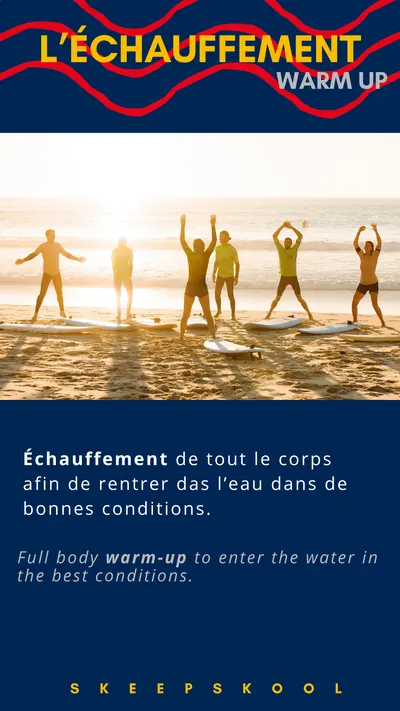 L'ÉCHAUFFEMENT
WARM UP
Échauffement de tout le corps
afin de rentrer das l'eau dans de
bonnes conditions.
Full body warm-up to enter the water in
the best conditions.
SKEEPSKOOL